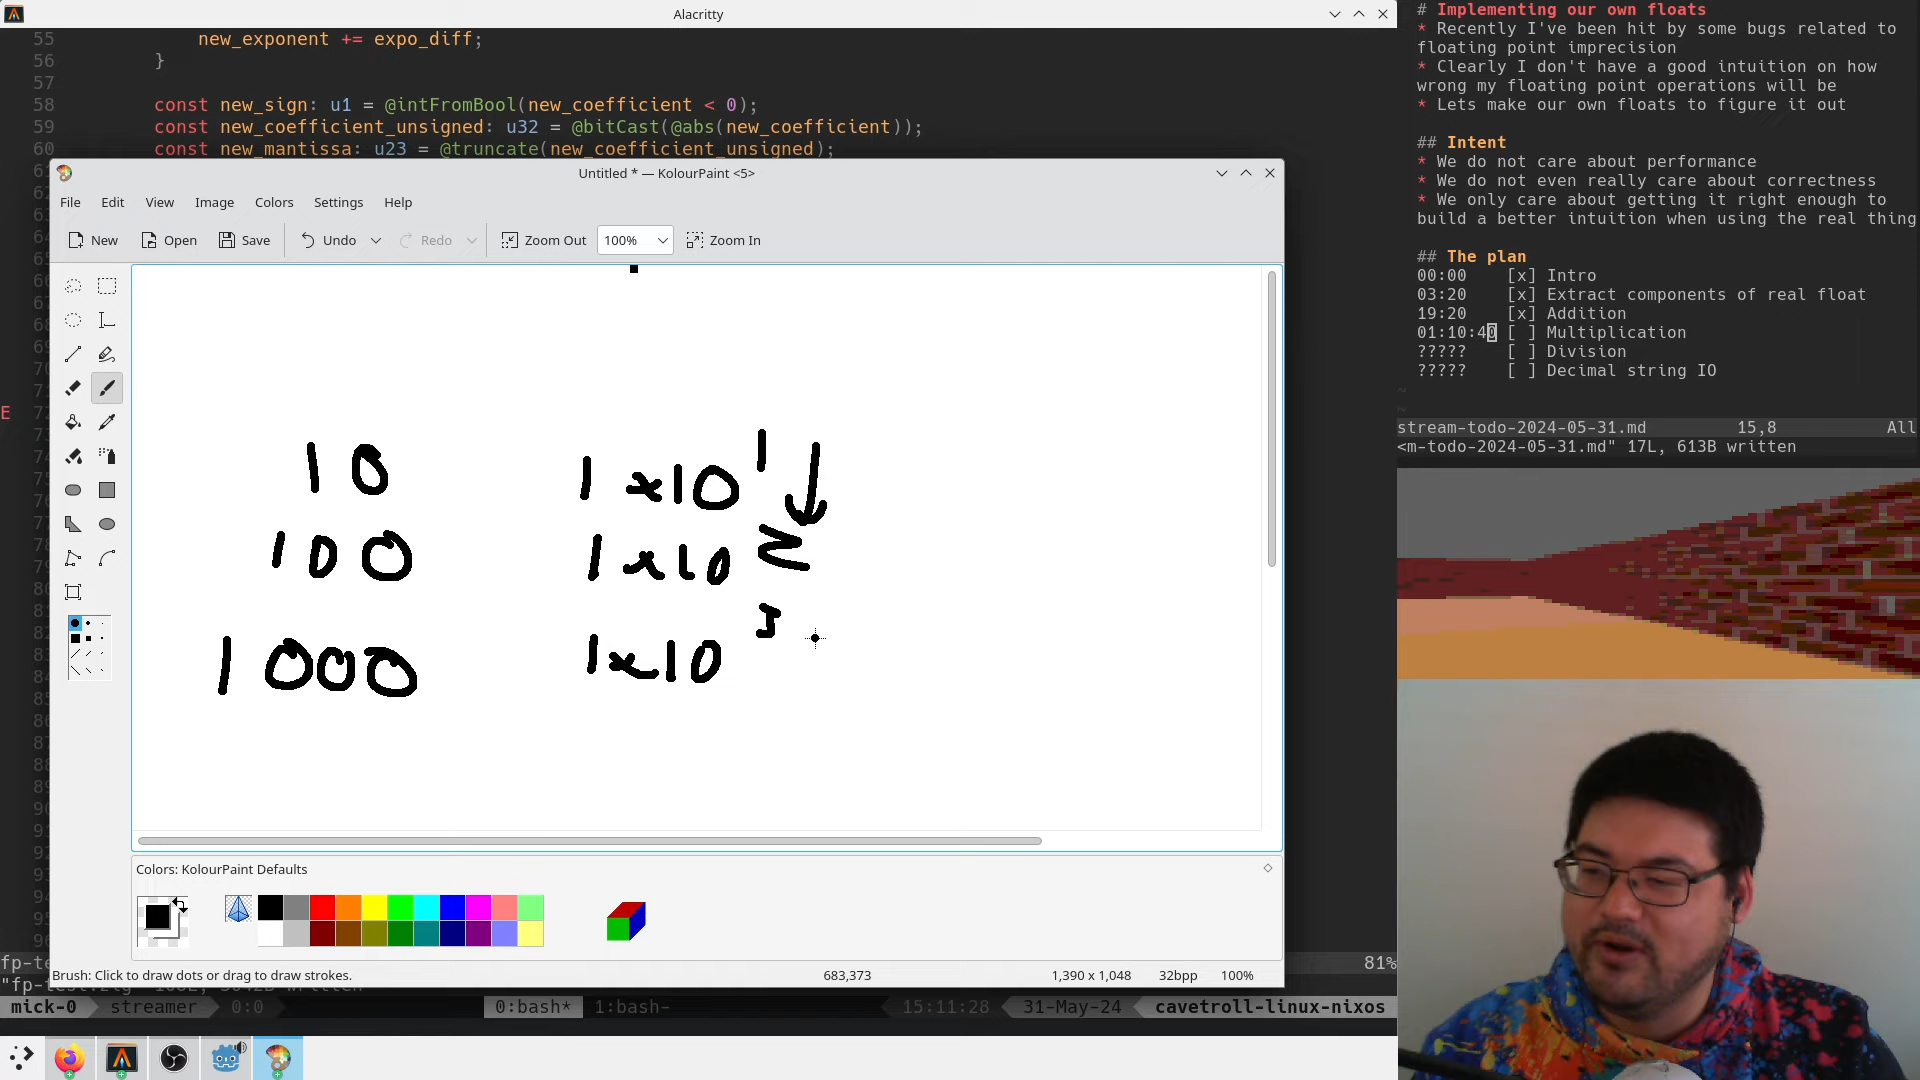 Alacritty
55 new_exponent += expo_diff;
56 }
57
58 const new_sign: u1 = @intFromBool(new_coefficient < 0);
59 const new_coefficient_unsigned: u32 = @bitCast(@abs(new_coefficient));
60 const new_mantissa: u23 = @truncate(new_coefficient_unsigned);
Untitled * — KolourPaint <5>
File Edit View Image Colors Settings Help
New Open Save Undo Redo Zoom Out 100% Zoom In
10 1x10 1
100 1x10 2
1000 1x10 3
E
Colors: KolourPaint Defaults
Brush: Click to draw dots or drag to draw strokes. 683,373 1,390 x 1,048 32bpp 100%
81%
mick-0 streamer 0:0 0:bash* 1:bash- 15:11:28 31-May-24 cavetroll-linux-nixos
# Implementing our own floats
* Recently I've been hit by some bugs related to
floating point imprecision
* Clearly I don't have a good intuition on how
wrong my floating point operations will be
* Lets make our own floats to figure it out
## Intent
* We do not care about performance
* We do not even really care about correctness
* We only care about getting it right enough to
build a better intuition when using the real thing
## The plan
00:00 [x] Intro
03:20 [x] Extract components of real float
19:20 [x] Addition
01:10:40 [ ] Multiplication
????? [ ] Division
????? [ ] Decimal string IO
~
~
stream-todo-2024-05-31.md 15,8 All
<m-todo-2024-05-31.md" 17L, 613B written